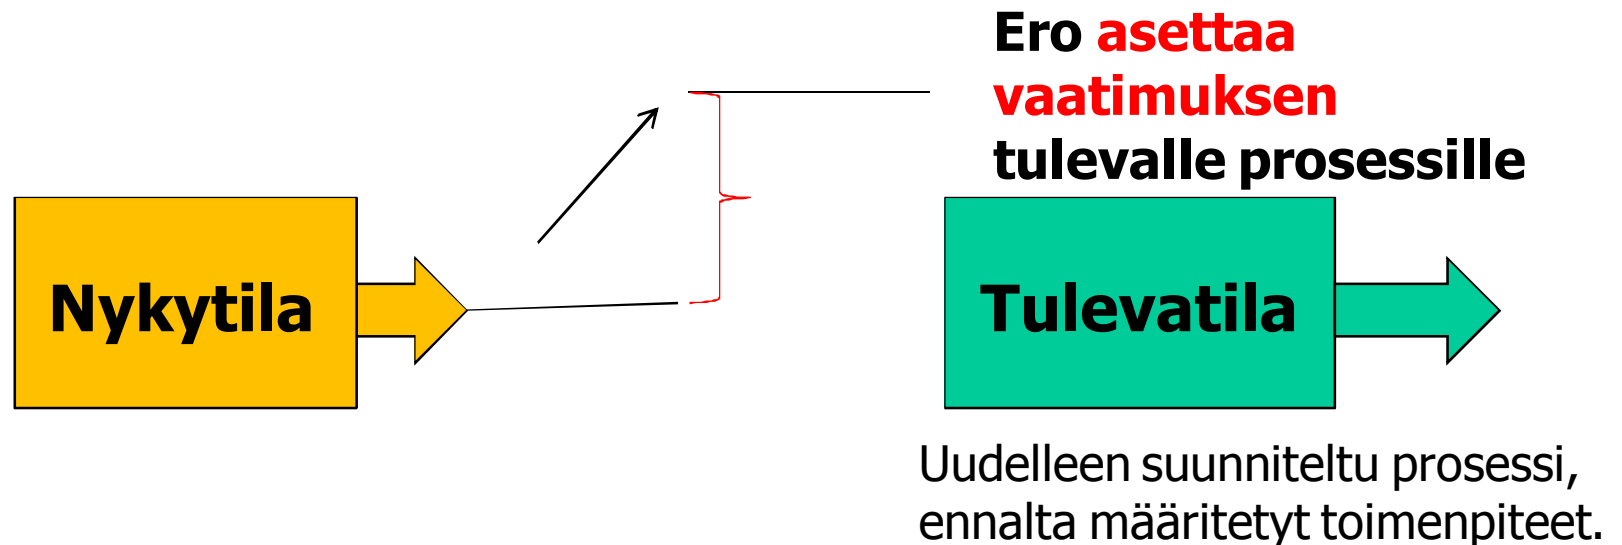 Ero asettaa
vaatimuksen
tulevalle prosessille
Nykytila
Tulevatila
Uudelleen suunniteltu prosessi,
ennalta määritetyt toimenpiteet.